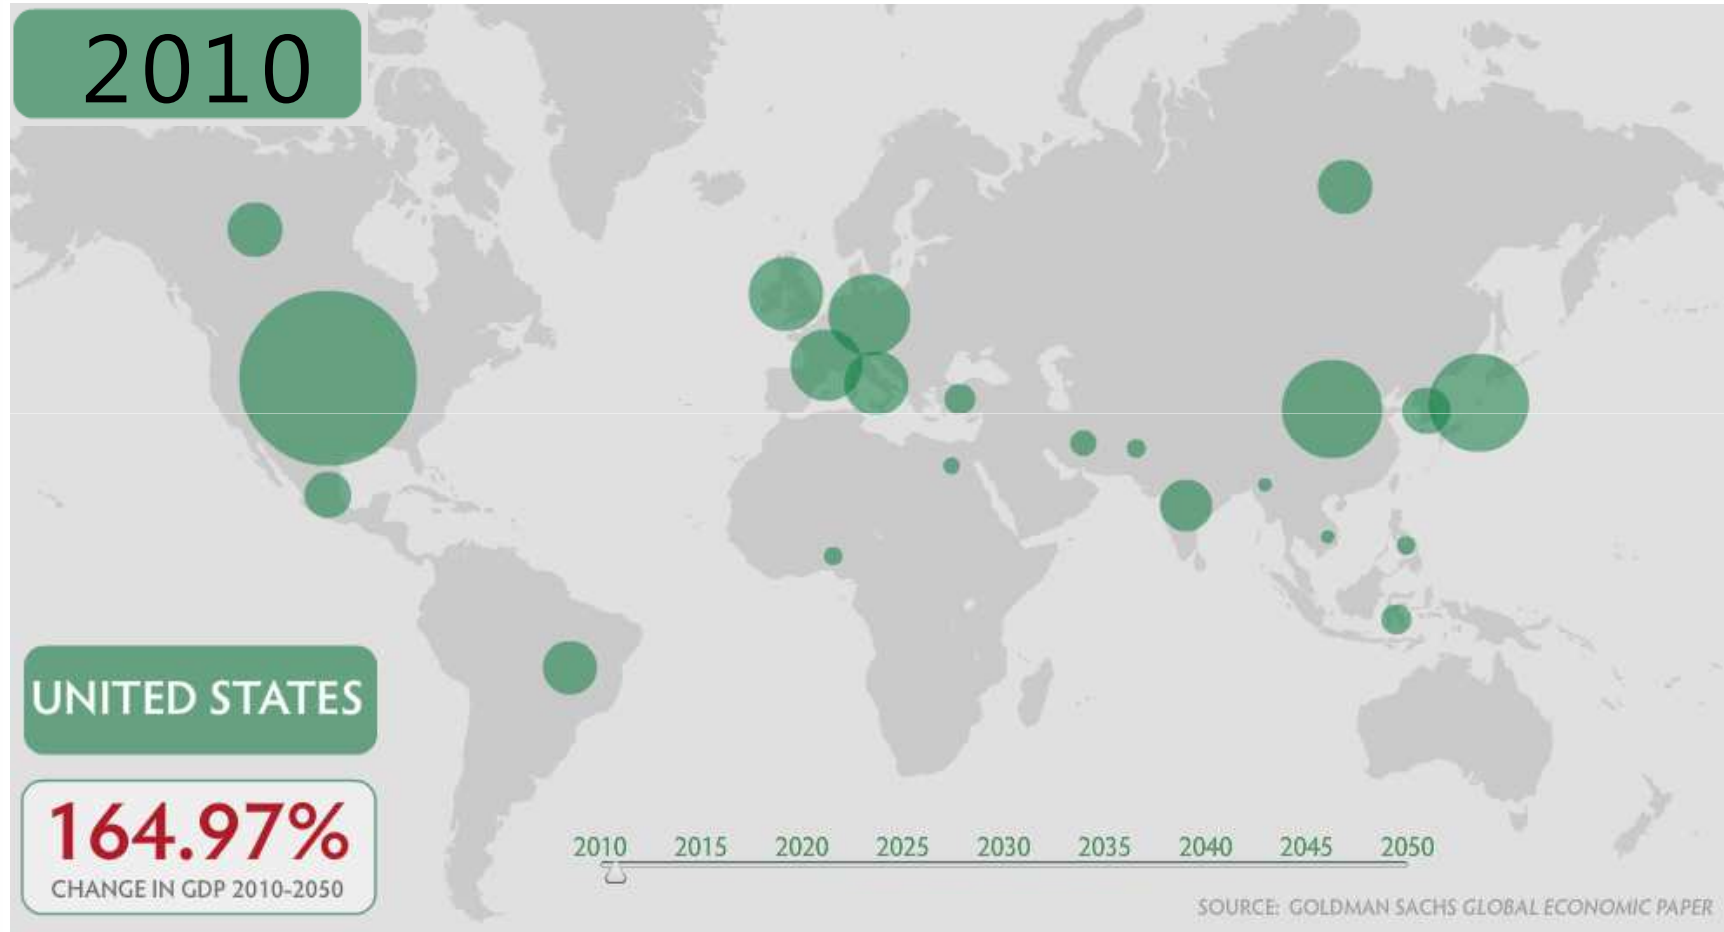 2010
UNITED STATES
164.97%
CHANGE IN GDP 2010-2050
2010 2015 2020 2025 2030 2035 2040 2045 2050
SOURCE: GOLDMAN SACHS GLOBAL ECONOMIC PAPER